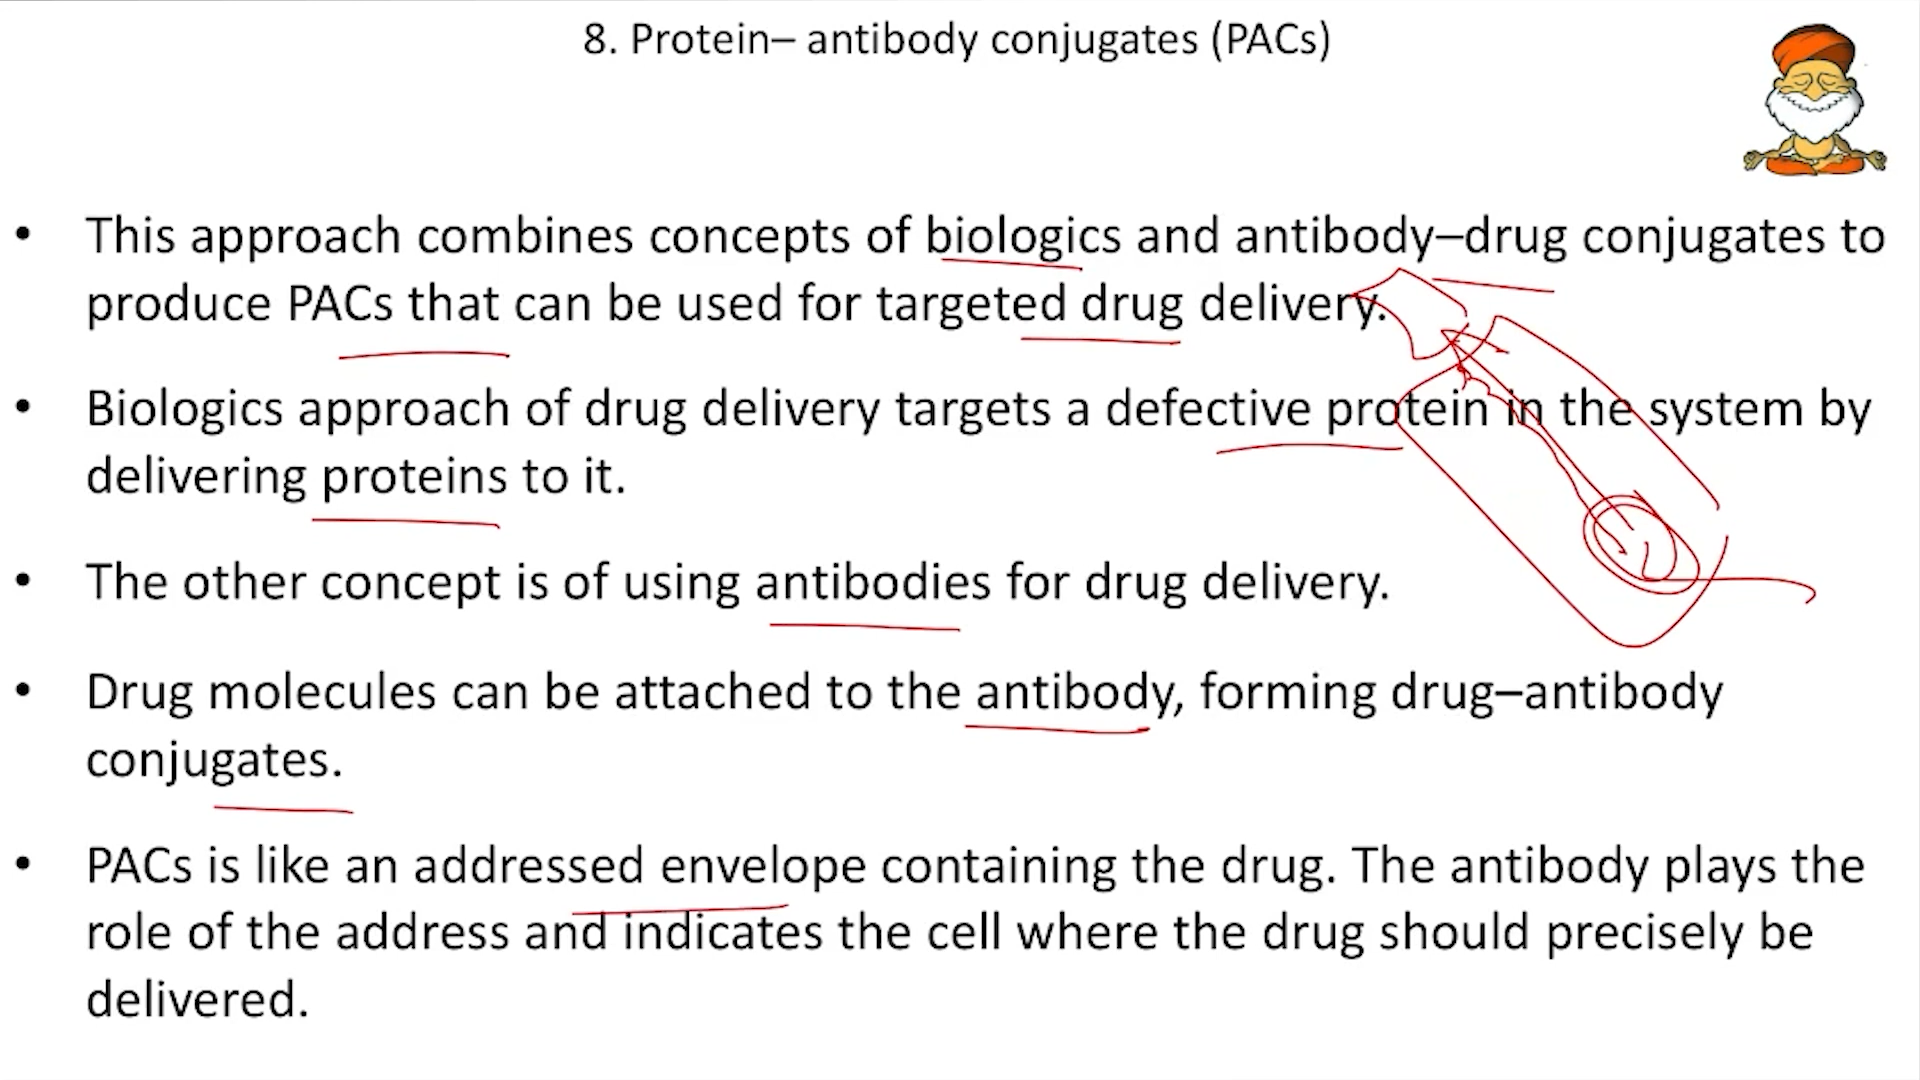 8. Protein– antibody conjugates (PACs)
• This approach combines concepts of biologics and antibody–drug conjugates to
produce PACs that can be used for targeted drug delivery.
• Biologics approach of drug delivery targets a defective protein in the system by
delivering proteins to it.
• The other concept is of using antibodies for drug delivery.
• Drug molecules can be attached to the antibody, forming drug–antibody
conjugates.
• PACs is like an addressed envelope containing the drug. The antibody plays the
role of the address and indicates the cell where the drug should precisely be
delivered.